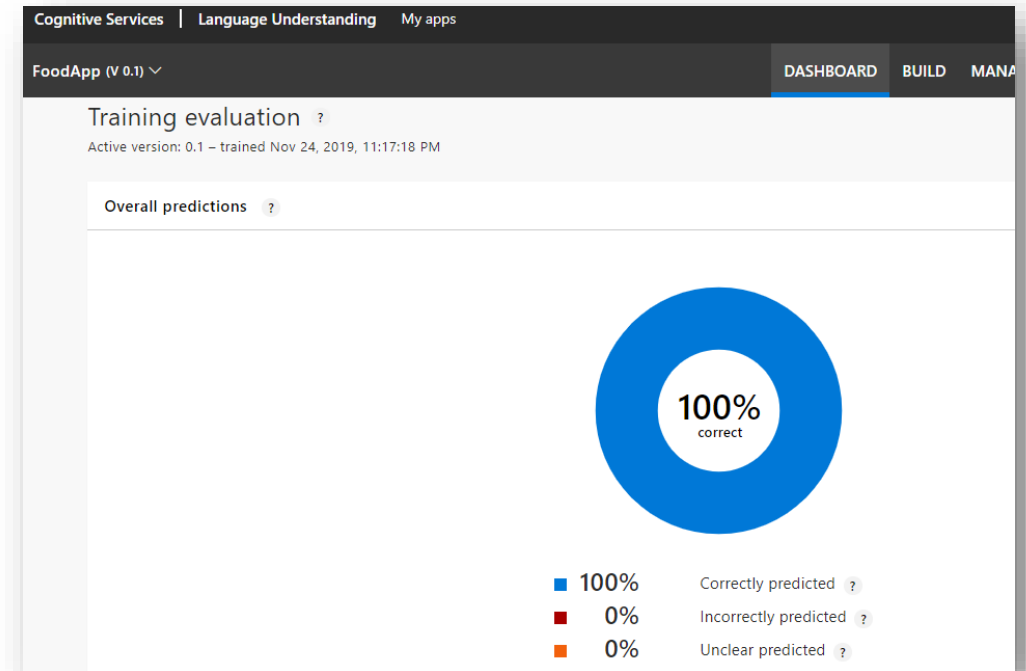 Cognitive Services | Language Understanding My apps
FoodApp (V 0.1) DASHBOARD BUILD
Training evaluation ?
Active version: 0.1 – trained Nov 24, 2019, 11:17:18 PM
Overall predictions ?
100%
correct
100% Correctly predicted ?
0% Incorrectly predicted ?
0% Unclear predicted ?